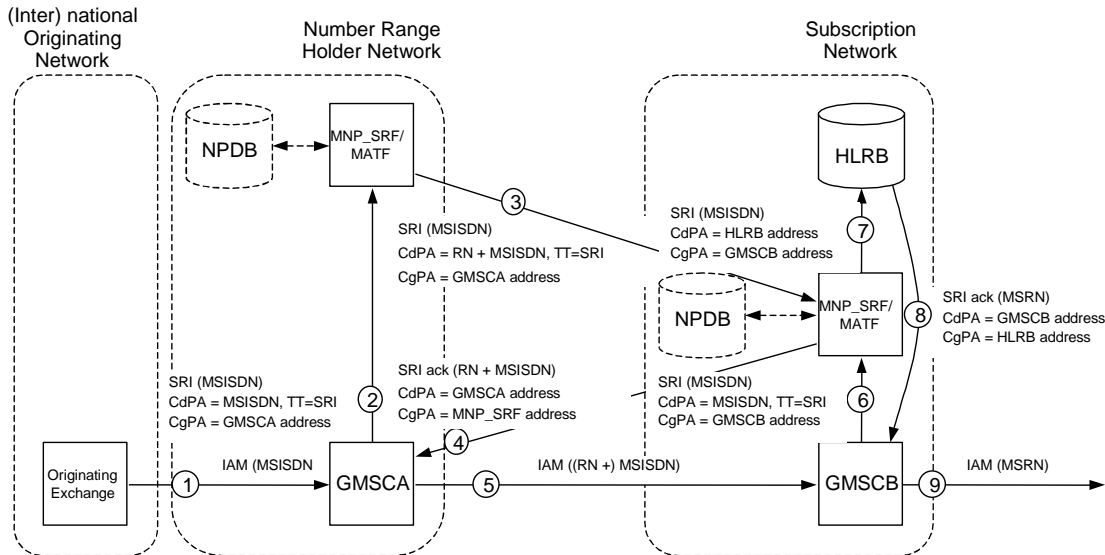 (Inter) national
Originating
Network
Number Range
Holder Network
Subscription
Network
NPDB
MNP_SRF/
MATF
HLRB
3
SRI (MSISDN)
CdPA = RN + MSISDN, TT=SRI
CgPA = GMSCA address
SRI (MSISDN)
CdPA = HLRB address
CgPA = GMSCB address
7
NPDB
MNP_SRF/
MATF
8
SRI ack (MSRN)
CdPA = GMSCB address
CgPA = HLRB address
SRI (MSISDN)
CdPA = MSISDN, TT=SRI
CgPA = GMSCA address
2
SRI ack (RN + MSISDN)
CdPA = GMSCA address
CgPA = MNP_SRF address
4
SRI (MSISDN)
CdPA = MSISDN, TT=SRI
CgPA = GMSCB address
6
Originating
Exchange
1
IAM (MSISDN
GMSCA
5
IAM ((RN +) MSISDN)
GMSCB
9
IAM (MSRN)